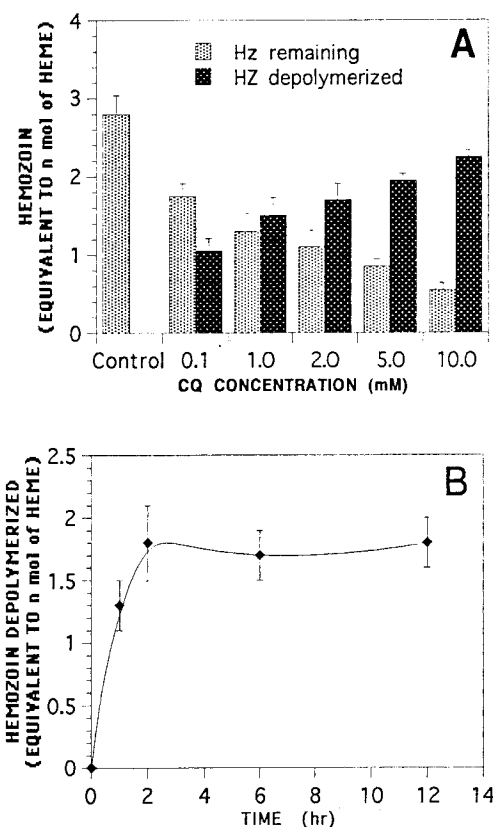 A
Hz remaining
HZ depolymerized
HEMOZOIN
(EQUIVALENT TO n mol of HEME)
4
3
2
1
0
Control 0.1 1.0 2.0 5.0 10.0
CQ CONCENTRATION (mM)
B
HEMOZOIN DEPOLYMERIZED
(EQUIVALENT TO n mol of HEME)
2.5
2
1.5
1
0.5
0
0 2 4 6 8 10 12 14
TIME (hr)